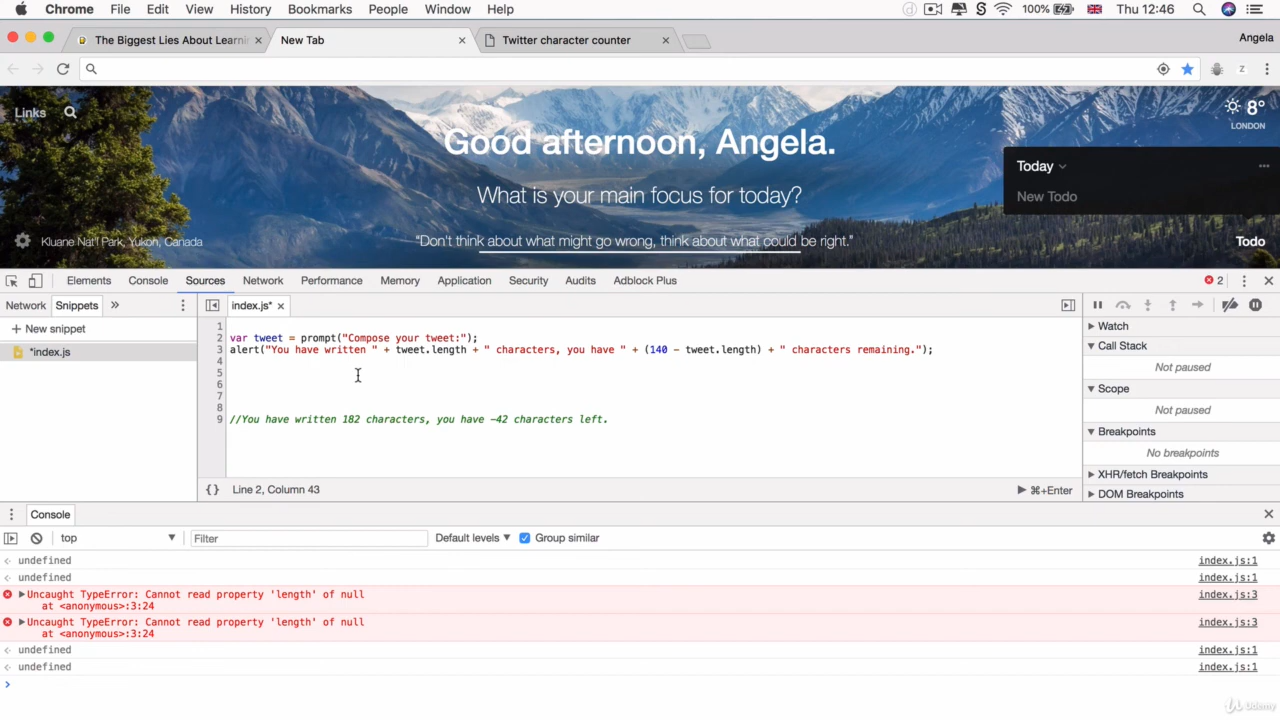 Chrome File Edit View History Bookmarks People Window Help 100% Thu 12:46
The Biggest Lies About Learni
New Tab
Twitter character counter
Angela
Links
8°
LONDON
Good afternoon, Angela.
Today
What is your main focus for today?
New Todo
Kluane Nat'l Park, Yukon, Canada
"Don't think about what might go wrong, think about what could be right."
Todo
Elements Console Sources Network Performance Memory Application Security Audits Adblock Plus 2
Network Snippets » index.js*
+ New snippet
*index.js
1
2 var tweet = prompt("Compose your tweet:");
3 alert("You have written " + tweet.length + " characters, you have " + (140 - tweet.length) + " characters remaining.");
4
5
6
7
8
9 //You have written 182 characters, you have -42 characters left.
{} Line 2, Column 43 ⌘+Enter
Watch
Call Stack
Not paused
Scope
Not paused
Breakpoints
No breakpoints
XHR/fetch Breakpoints
DOM Breakpoints
Console
top Filter Default levels Group similar
undefined index.js:1
undefined index.js:1
Uncaught TypeError: Cannot read property 'length' of null index.js:3
at <anonymous>:3:24
Uncaught TypeError: Cannot read property 'length' of null index.js:3
at <anonymous>:3:24
undefined index.js:1
undefined index.js:1
Udemy